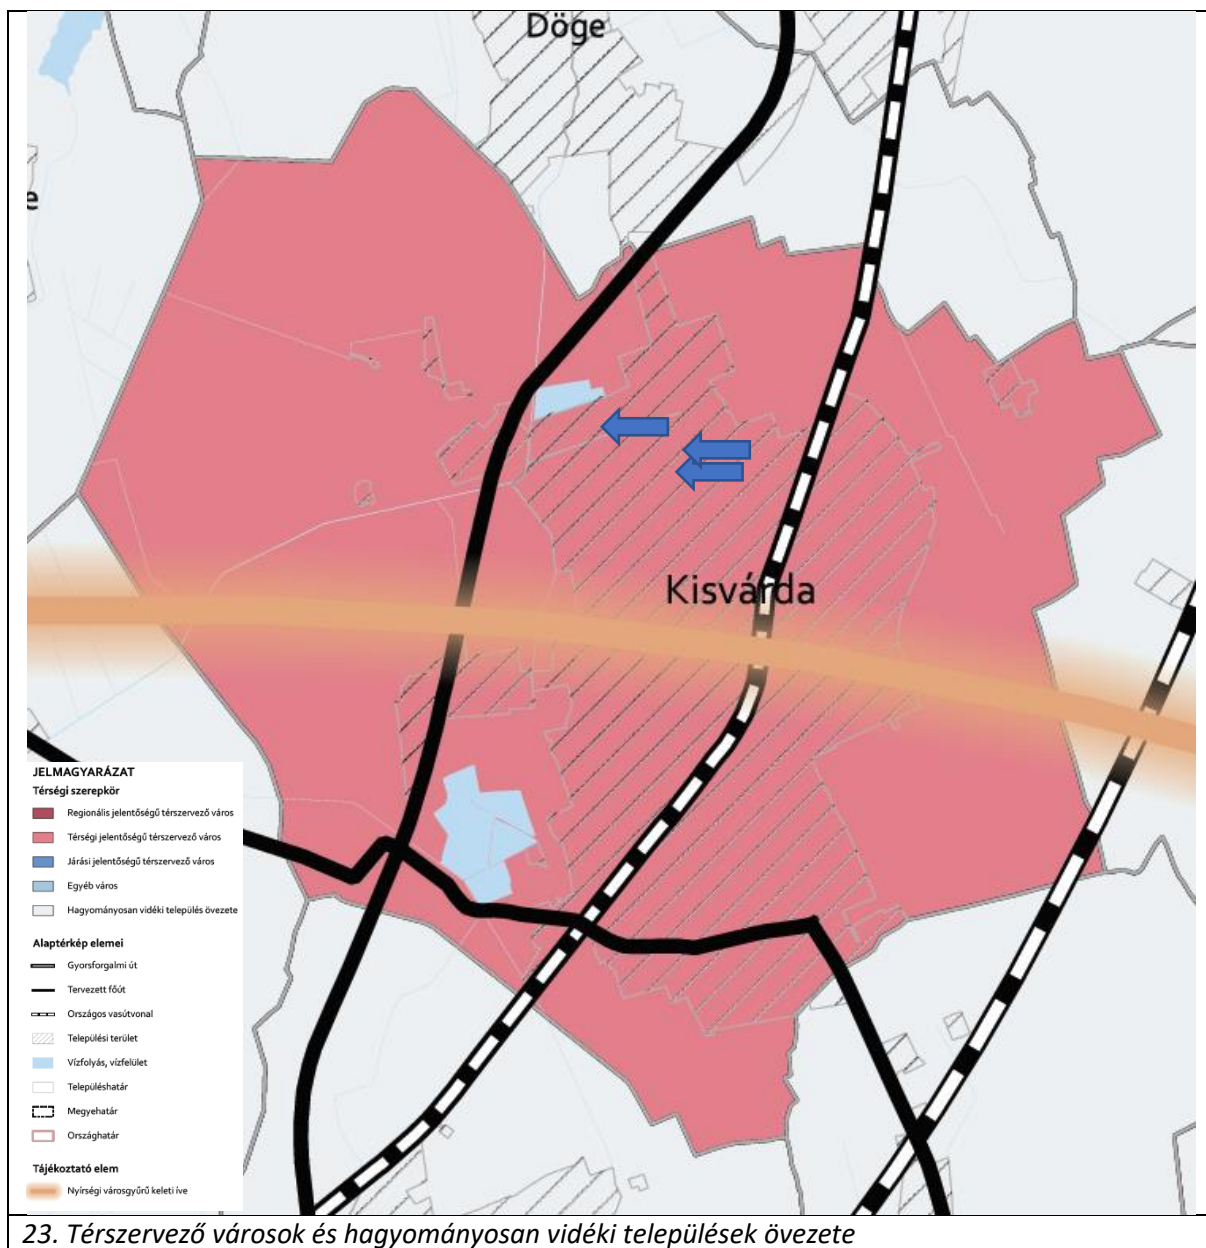 Döge
e
Kisvárda
JELMAGYARÁZAT
Térségi szerepkör
Regionális jelentőségű térszervező város
Térségi jelentőségű térszervező város
Járási jelentőségű térszervező város
Egyéb város
Hagyományosan vidéki település övezete
Alaptérkép elemei
Gyorsforgalmi út
Tervezett főút
Országos vasútvonal
Települési terület
Vízfolyás, vízfelület
Településhatár
Megyehatár
Országhatár
Tájékoztató elem
Nyírségi városgyűrű keleti íve
23. Térszervező városok és hagyományosan vidéki települések övezete